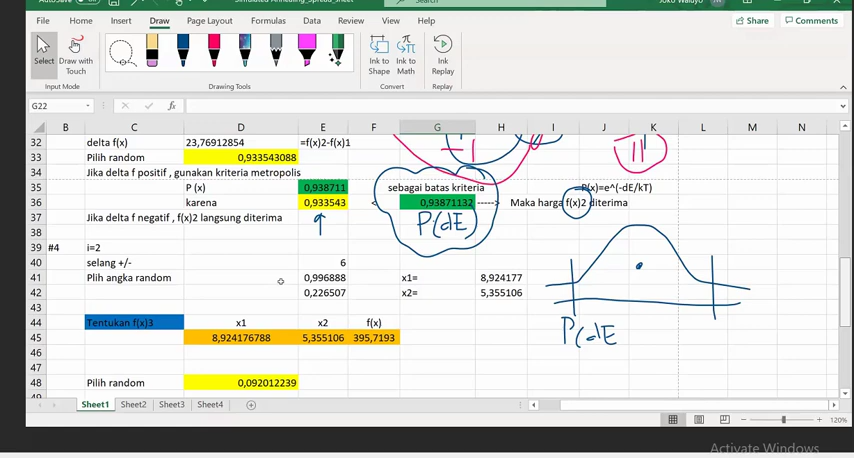 AutoSave Simulated Annealing_Spread_sheet Search Joko Waluyo JW
File Home Insert Draw Page Layout Formulas Data Review View Help Share Comments
Select Draw with Touch Ink to Shape Ink to Math Ink Replay
Input Mode Drawing Tools Convert Replay
G22 fx
B C D E F G H I J K L M N
32 delta f(x) 23,76912854 =f(x)2-f(x)1
33 Pilih random 0,933543088
34 Jika delta f positif , gunakan kriteria metropolis
35 P (x) 0,938711 sebagai batas kriteria P(x)=e^(-dE/kT)
36 karena 0,933543 < 0,93871132 -----> Maka harga f(x)2 diterima
37 Jika delta f negatif , f(x)2 langsung diterima P(dE)
38
39 #4 i=2
40 selang +/- 6
41 Plih angka random 0,996888 x1= 8,924177
42 0,226507 x2= 5,355106
43
44 Tentukan f(x)3 x1 x2 f(x) P(dE
45 8,924176788 5,355106 395,7193
46
47
48 Pilih random 0,092012239
49
Sheet1 Sheet2 Sheet3 Sheet4
120%
Activate Windows